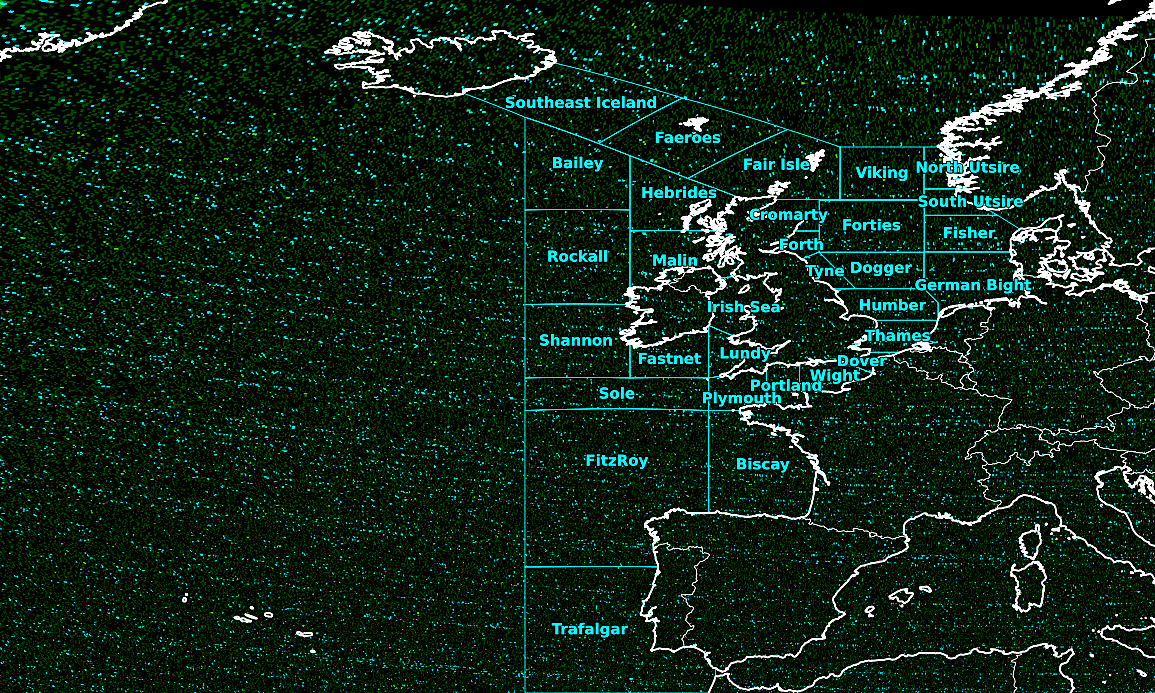 Southeast Iceland
Faeroes
Bailey
Fair Isle
Viking
North Utsire
Hebrides
South Utsire
Cromarty
Forties
Fisher
Forth
Rockall
Malin
Tyne
Dogger
German Bight
Irish Sea
Humber
Shannon
Thames
Fastnet
Lundy
Dover
Wight
Portland
Sole
Plymouth
FitzRoy
Biscay
Trafalgar